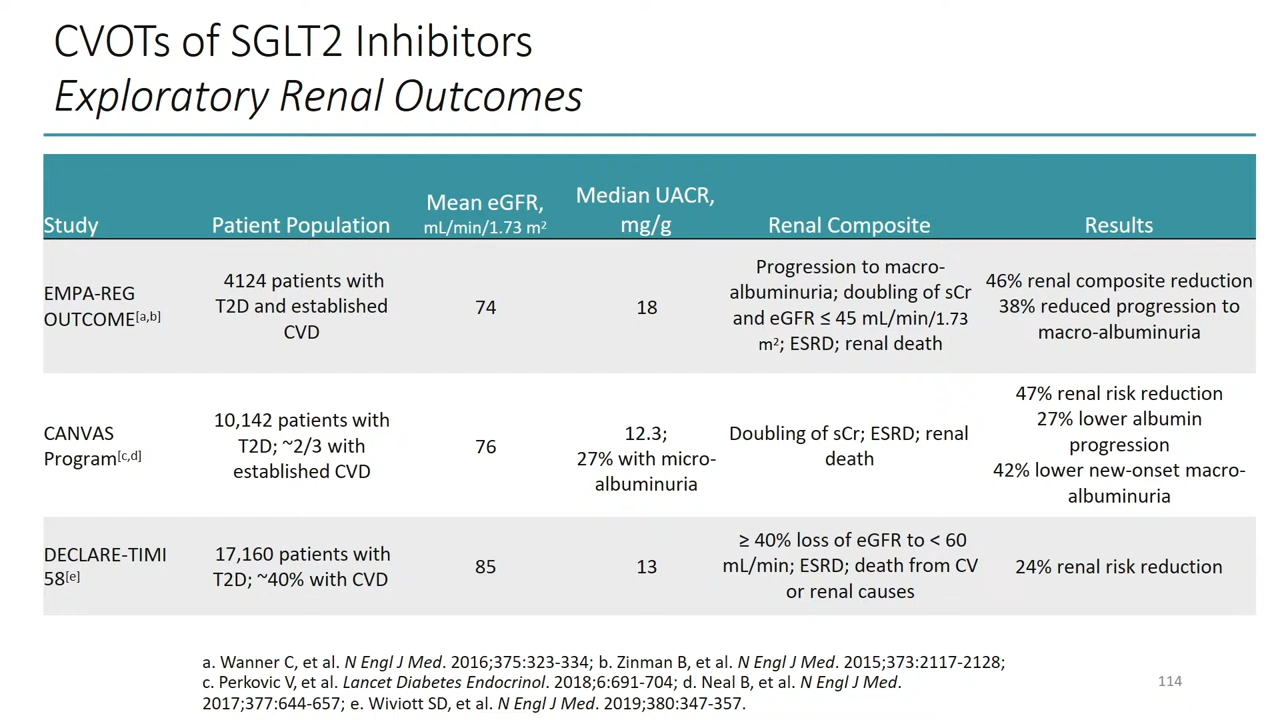 CVOTs of SGLT2 Inhibitors
Exploratory Renal Outcomes
Study
Patient Population
Mean eGFR,
mL/min/1.73 m²
Median UACR,
mg/g
Renal Composite
Results
EMPA-REG
OUTCOME[a,b]
4124 patients with
T2D and established
CVD
74
18
Progression to macro-
albuminuria; doubling of sCr
and eGFR ≤ 45 mL/min/1.73
m²; ESRD; renal death
46% renal composite reduction
38% reduced progression to
macro-albuminuria
CANVAS
Program[c,d]
10,142 patients with
T2D; ~2/3 with
established CVD
76
12.3;
27% with micro-
albuminuria
Doubling of sCr; ESRD; renal
death
47% renal risk reduction
27% lower albumin
progression
42% lower new-onset macro-
albuminuria
DECLARE-TIMI
58[e]
17,160 patients with
T2D; ~40% with CVD
85
13
≥ 40% loss of eGFR to < 60
mL/min; ESRD; death from CV
or renal causes
24% renal risk reduction
a. Wanner C, et al. N Engl J Med. 2016;375:323-334; b. Zinman B, et al. N Engl J Med. 2015;373:2117-2128;
c. Perkovic V, et al. Lancet Diabetes Endocrinol. 2018;6:691-704; d. Neal B, et al. N Engl J Med.
2017;377:644-657; e. Wiviott SD, et al. N Engl J Med. 2019;380:347-357.
114